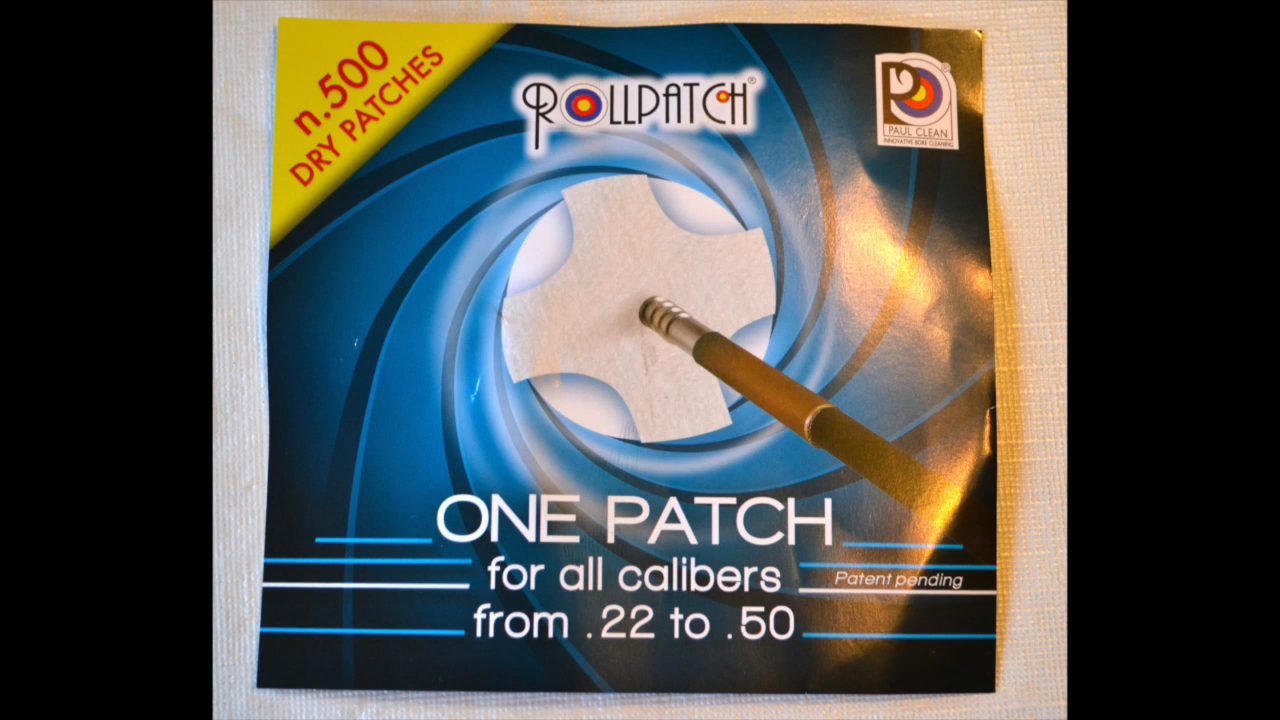 n.500
DRY PATCHES
ROLLPATCH®
®
PAUL CLEAN
INNOVATIVE BORE CLEANING
ONE PATCH
for all calibers
Patent pending
from .22 to .50